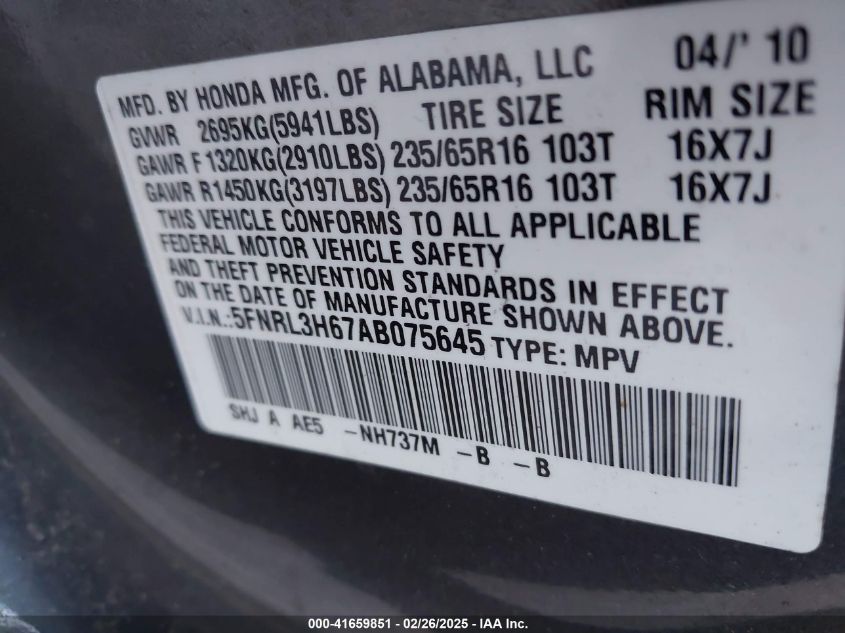 MFD. BY HONDA MFG. OF ALABAMA, LLC 04/' 10
GVWR 2695KG(5941LBS) TIRE SIZE RIM SIZE
GAWR F1320KG(2910LBS) 235/65R16 103T 16X7J
GAWR R1450KG(3197LBS) 235/65R16 103T 16X7J
THIS VEHICLE CONFORMS TO ALL APPLICABLE
FEDERAL MOTOR VEHICLE SAFETY
AND THEFT PREVENTION STANDARDS IN EFFECT
ON THE DATE OF MANUFACTURE SHOWN ABOVE.
V.I.N.:5FNRL3H67AB075645 TYPE: MPV
SHJ A AE5 -NH737M -B -B
000-41659851 - 02/26/2025 - IAA Inc.